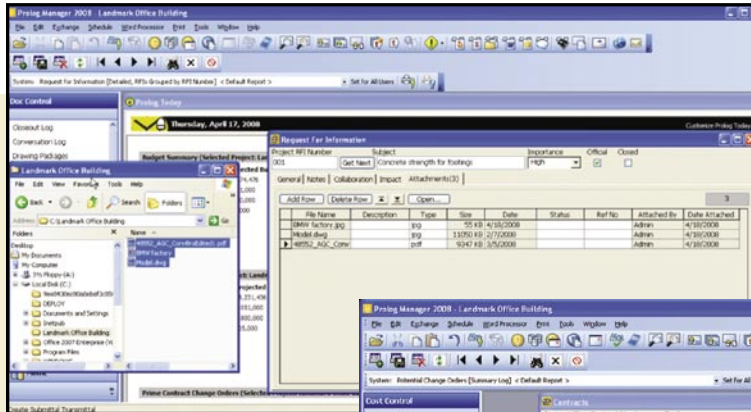 Prolog Manager 2008 - Landmark Office Building
File Edit Exchange Schedule Word Processor Print Tools Window Help
System: Request for Information [Detailed, RFIs Grouped by RFI Number] < Default Report >
Set for All Users
Doc Control
Prolog Today
Closeout Log
Conversation Log
Drawing Packages
Thursday, April 17, 2008
Customize Prolog Today
Budget Summary (Selected Project: Lan
Request For Information
Project RFI Number Subject Importance Official Closed
001 Get Next Concrete strength for footings High
General Notes Collaboration Impact Attachments(3)
Add Row Delete Row Open... 3
File Name Description Type Size Date Status Ref No Attached By Date Attached
BMW factory.jpg jpg 55 KB 4/18/2008 Admin 4/18/2008
Model.dwg jpg 11050 KB 2/7/2008 Admin 4/18/2008
48552_AGC_Conv pdf 9347 KB 3/5/2008 Admin 4/18/2008
Landmark Office Building
File Edit View Favorites Tools Help
Back Search Folders
Address C:\Landmark Office Building Go
Folders Name
Desktop
My Documents
My Computer
3½ Floppy (A:)
Local Disk (C:)
DEPLOY
Documents and Settings
Inetpub
Landmark Office Building
Office 2007 Enterprise
Program Files
BMW factory
Model.dwg
Prime Contract Change Orders (Selected
Create Submittal Transmittal
Prolog Manager 2008 - Landmark Office Building
File Edit Exchange Schedule Word Processor Print Tools Window Help
System: Potential Change Orders [Summary Log] < Default Report >
Set for All
Cost Control
Contracts